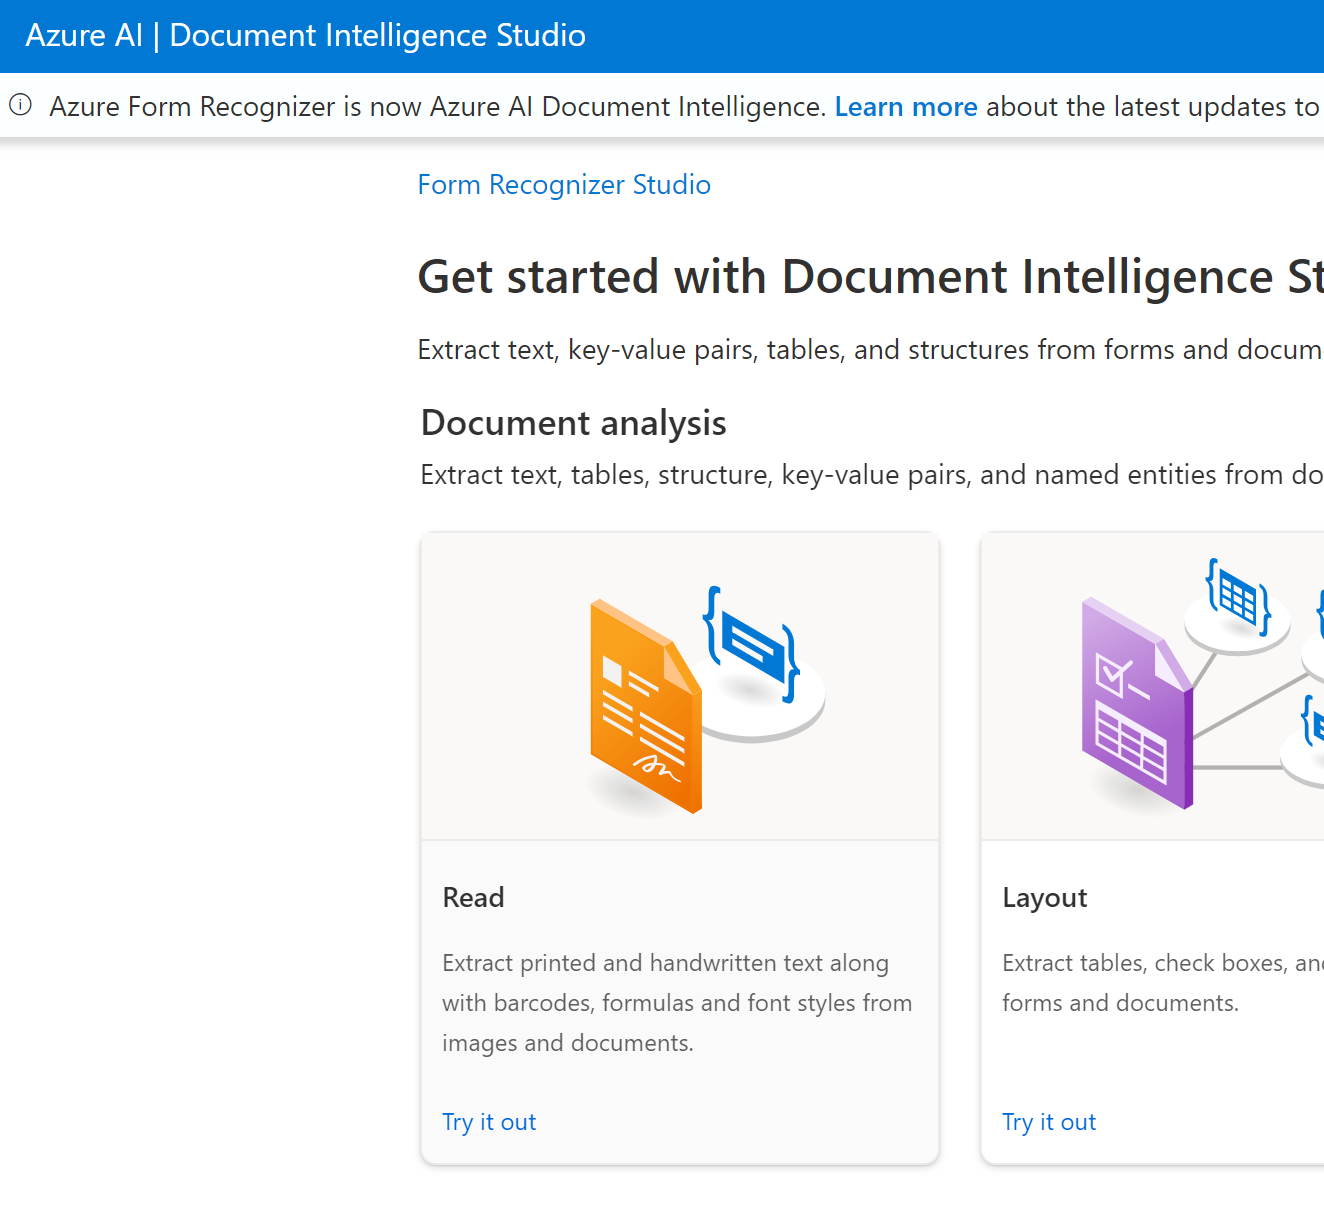 Azure AI | Document Intelligence Studio
Azure Form Recognizer is now Azure AI Document Intelligence. Learn more about the latest updates to
Form Recognizer Studio
Get started with Document Intelligence St
Extract text, key-value pairs, tables, and structures from forms and docum
Document analysis
Extract text, tables, structure, key-value pairs, and named entities from do
Read
Extract printed and handwritten text along
with barcodes, formulas and font styles from
images and documents.
Try it out
Layout
Extract tables, check boxes, and
forms and documents.
Try it out